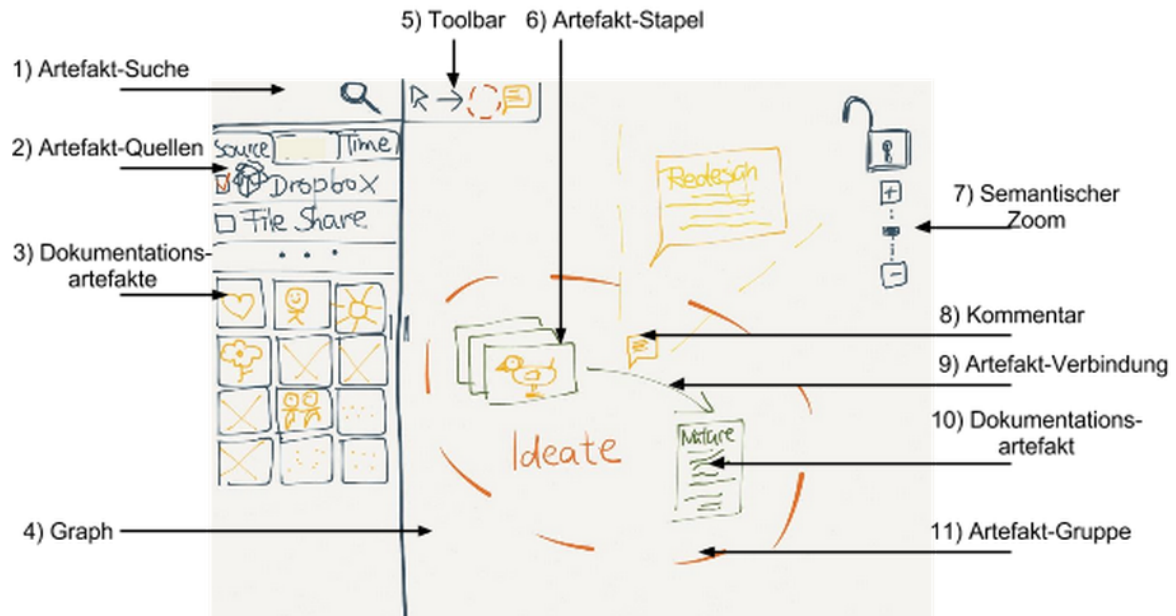 5) Toolbar
6) Artefakt-Stapel
1) Artefakt-Suche
2) Artefakt-Quellen
Source
Time
Dropbox
File Share
3) Dokumentations-
artefakte
4) Graph
Redesign
7) Semantischer
Zoom
8) Kommentar
9) Artefakt-Verbindung
10) Dokumentations-
artefakt
Nature
Ideate
11) Artefakt-Gruppe